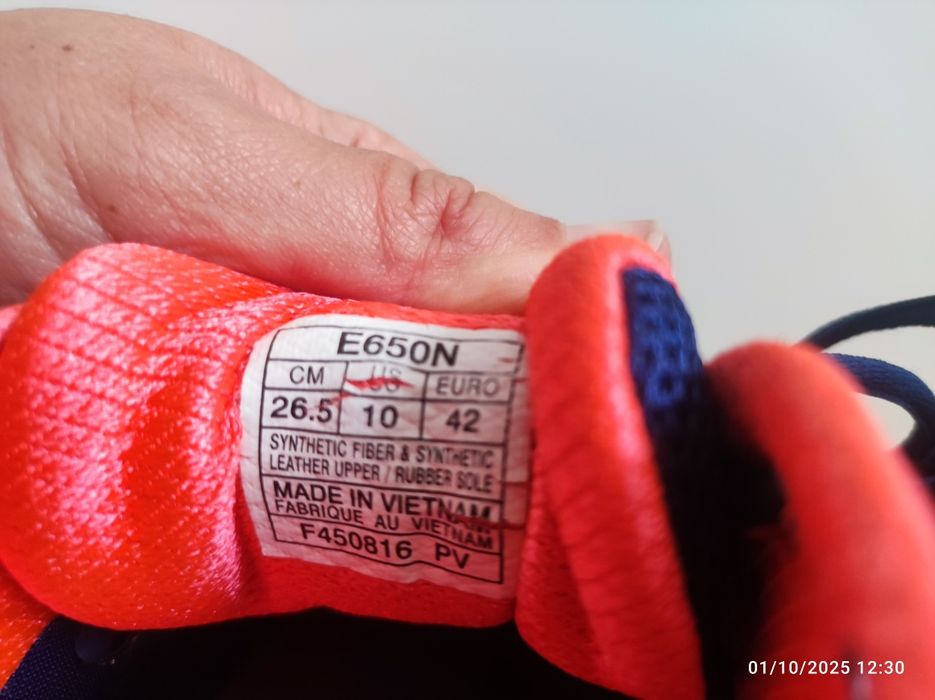 E650N
CM US EURO
26.5 10 42
SYNTHETIC FIBER & SYNTHETIC
LEATHER UPPER / RUBBER SOLE
MADE IN VIETNAM
FABRIQUE AU VIETNAM
F450816 PV
01/10/2025 12:30